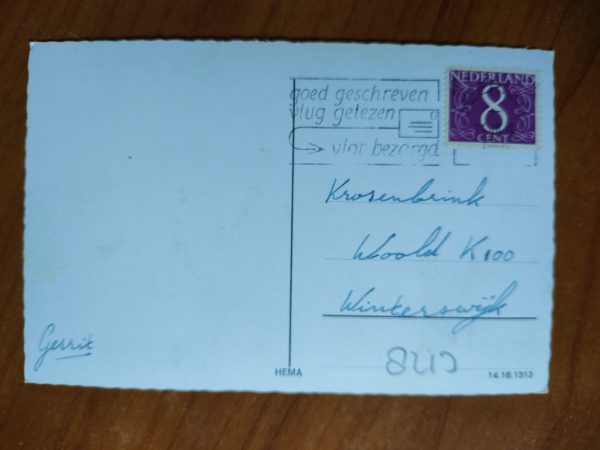 goed geschreven
vlug gelezen
vlot bezorgd
NEDERLAND
8
CENT
Krosenbrink
Woold K100
Winterswijk
Gerrit
HEMA
14.18.1313